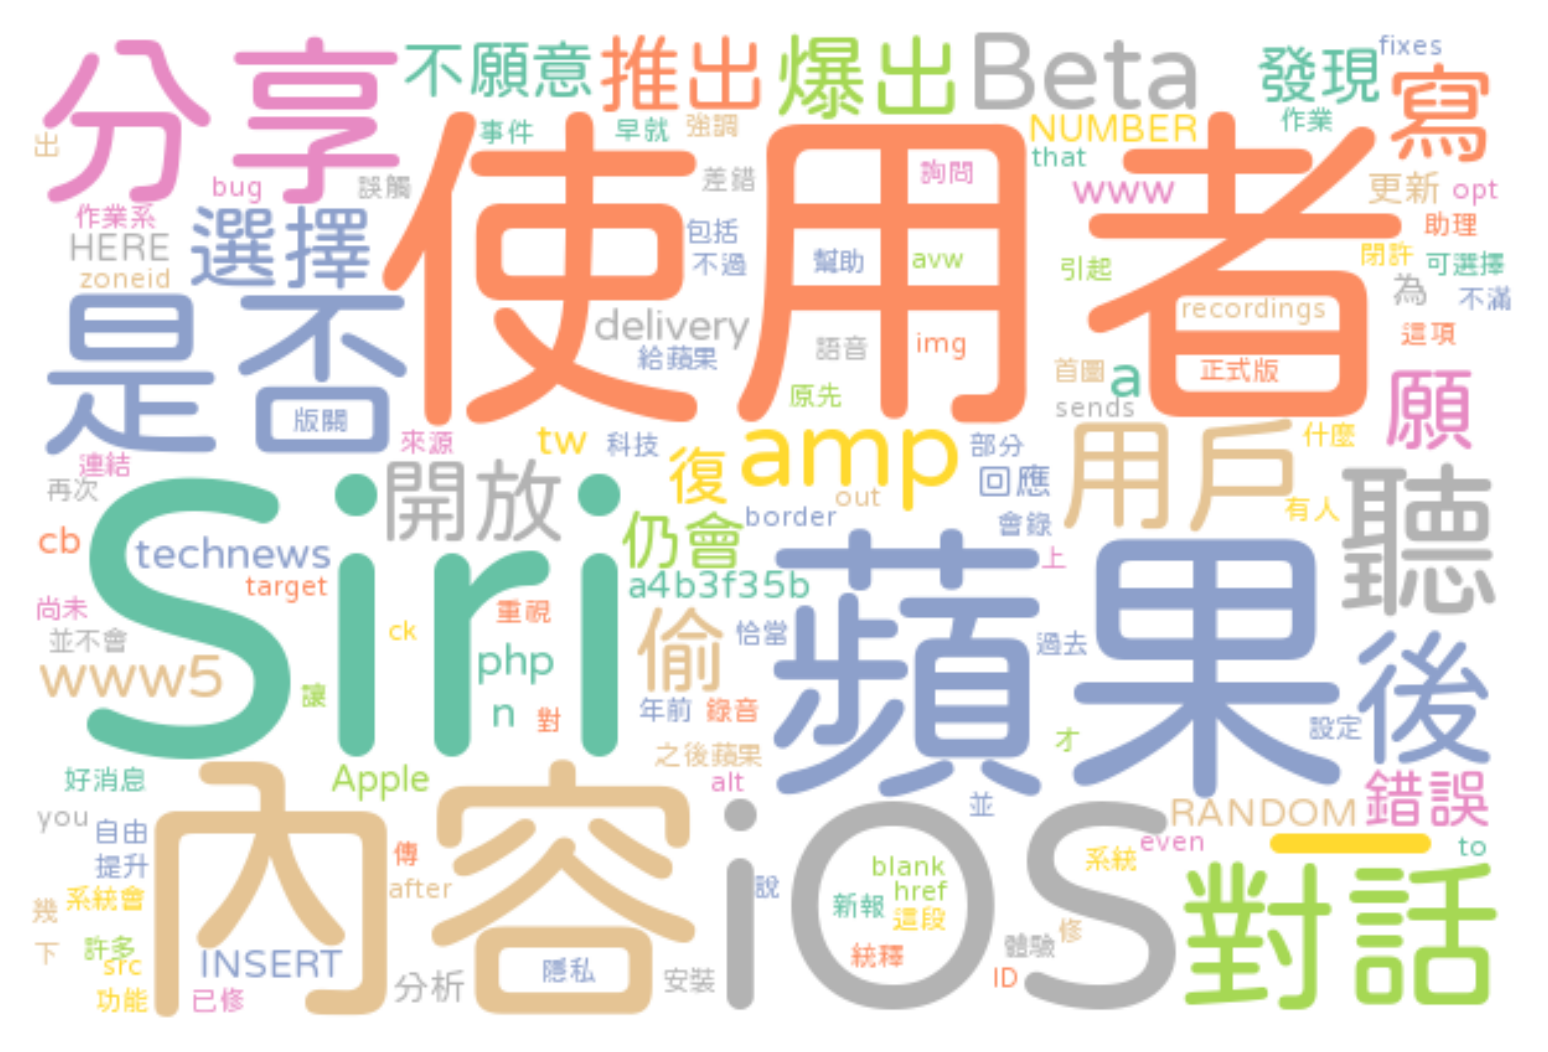 分享
不願意
推出
爆出
Beta
發現
fixes
寫
出
事件
早就
強調
NUMBER
作業
that
bug
誤觸
差錯
詢問
www
更新
opt
作業系
HERE
選擇
使用者
包括
助理
zoneid
不過
幫助
avw
引起
閉許
可選擇
為
不滿
是否
delivery
recordings
這項
給蘋果
語音
img
首圖
a
正式版
原先
sends
願
版關
來源
tw
科技
復
amp
部分
用戶
什麼
連結
再次
開放
out
回應
有人
聽
cb
technews
Siri
仍會
border
會錄
上
target
a4b3f35b
蘋果
尚未
並不會
ck
重視
偷
恰當
過去
後
www5
php
讓
n
對
年前
錄音
才
設定
之後蘋果
好消息
Apple
alt
並
RANDOM
錯誤
you
自由
內容
iOS
even
一
to
提升
傳
blank
系統
系統會
after
說
href
對話
幾
新報
這段
下
許多
src
INSERT
隱私
統釋
體驗
修
功能
已修
分析
安裝
ID